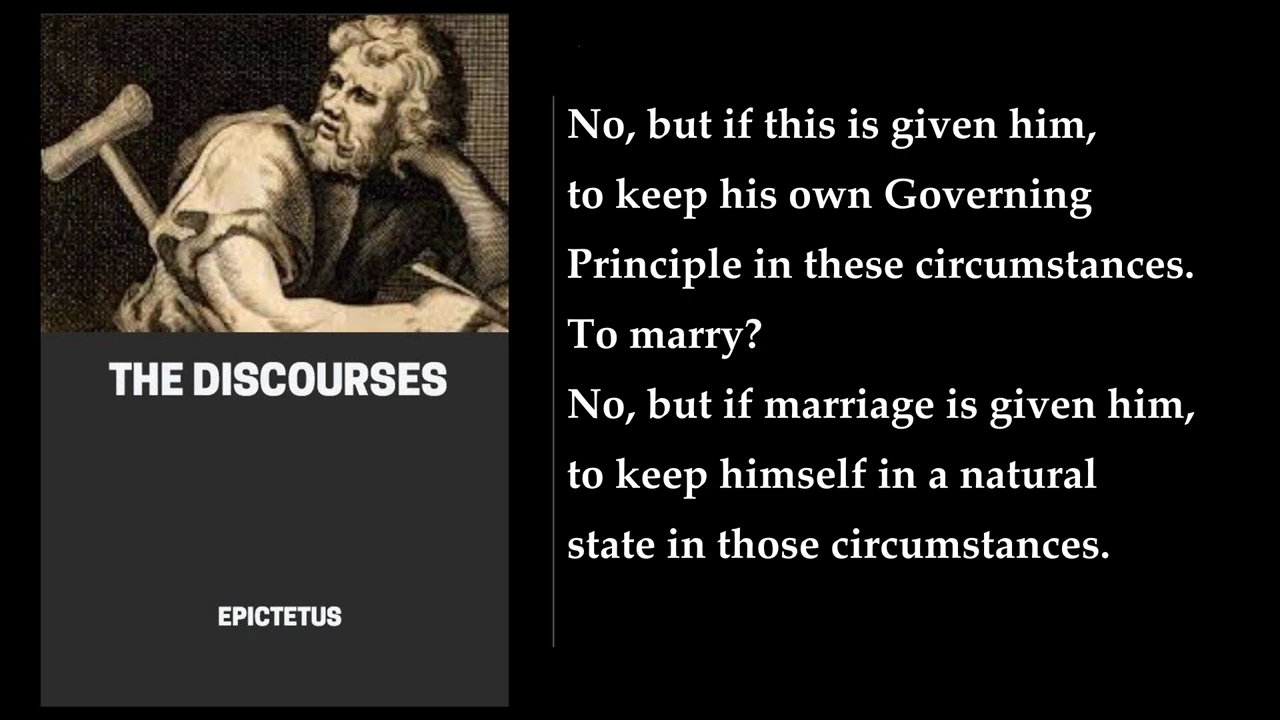 THE DISCOURSES
EPICTETUS
No, but if this is given him,
to keep his own Governing
Principle in these circumstances.
To marry?
No, but if marriage is given him,
to keep himself in a natural
state in those circumstances.